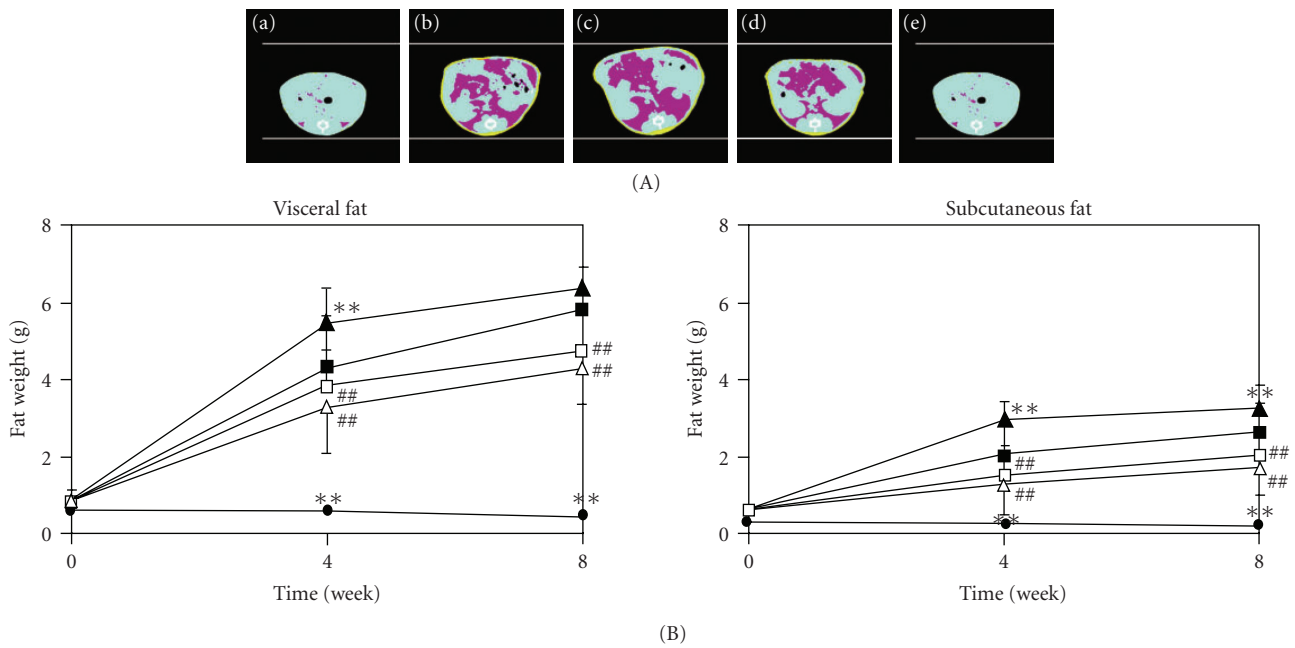 (a) (b) (c) (d) (e)
(A)
Visceral fat
8
6
4
2
0
Fat weight (g)
**
##
##
**
##
##
**
0 4 8
Time (week)
Subcutaneous fat
8
6
4
2
0
Fat weight (g)
**
##
##
**
**
##
##
**
0 4 8
Time (week)
(B)